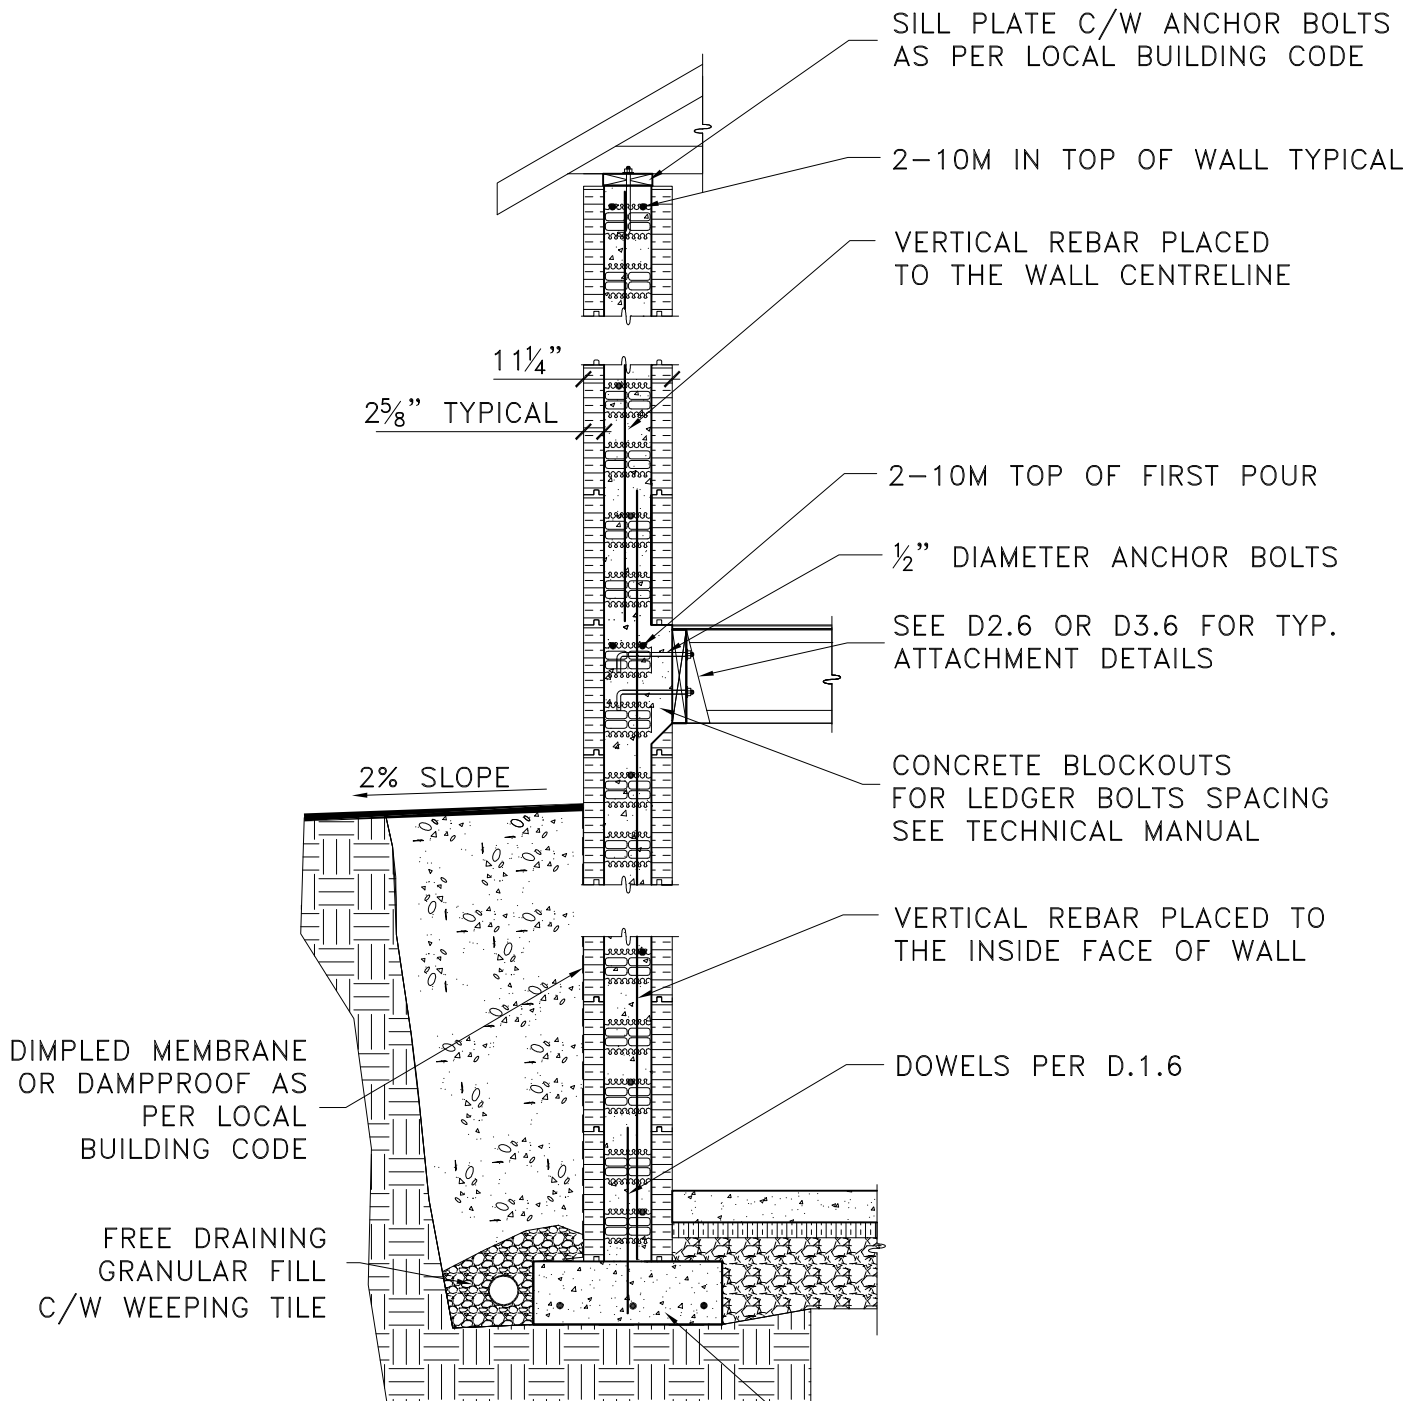 SILL PLATE C/W ANCHOR BOLTS
AS PER LOCAL BUILDING CODE
2-10M IN TOP OF WALL TYPICAL
VERTICAL REBAR PLACED
TO THE WALL CENTRELINE
11¼”
2⅝” TYPICAL
2-10M TOP OF FIRST POUR
½” DIAMETER ANCHOR BOLTS
SEE D2.6 OR D3.6 FOR TYP.
ATTACHMENT DETAILS
2% SLOPE
CONCRETE BLOCKOUTS
FOR LEDGER BOLTS SPACING
SEE TECHNICAL MANUAL
VERTICAL REBAR PLACED TO
THE INSIDE FACE OF WALL
DIMPLED MEMBRANE
OR DAMPPROOF AS
PER LOCAL
BUILDING CODE
DOWELS PER D.1.6
FREE DRAINING
GRANULAR FILL
C/W WEEPING TILE